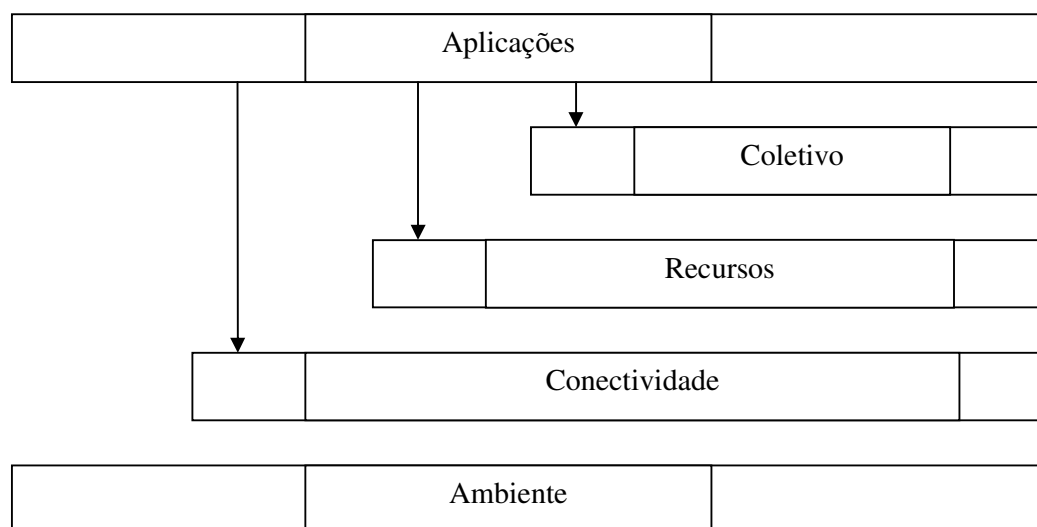 Aplicações
Coletivo
Recursos
Conectividade
Ambiente